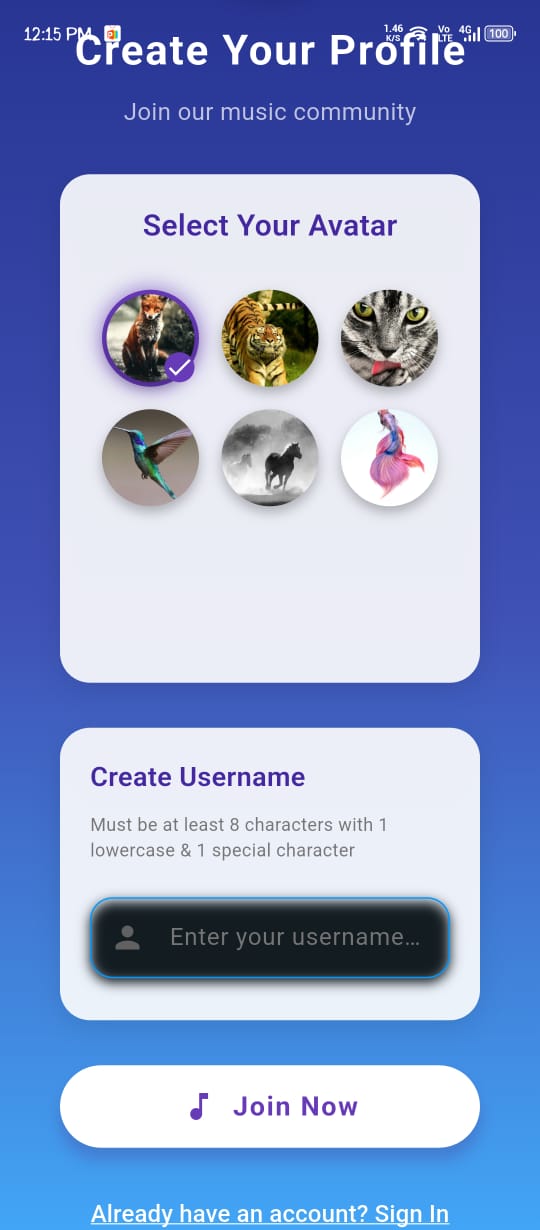 12:15 PM
1.46 K/S
Vo LTE
4G
100
Create Your Profile
Join our music community
Select Your Avatar
Create Username
Must be at least 8 characters with 1
lowercase & 1 special character
Enter your username...
Join Now
Already have an account? Sign In